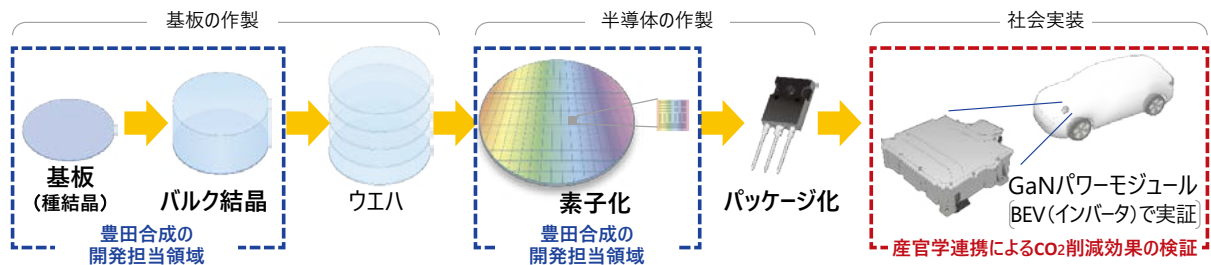 基板の作製
半導体の作製
社会実装
基板
(種結晶)
バルク結晶
ウエハ
素子化
パッケージ化
GaNパワーモジュール
[BEV(インバータ)で実証]
豊田合成の
開発担当領域
豊田合成の
開発担当領域
産官学連携によるCO₂削減効果の検証